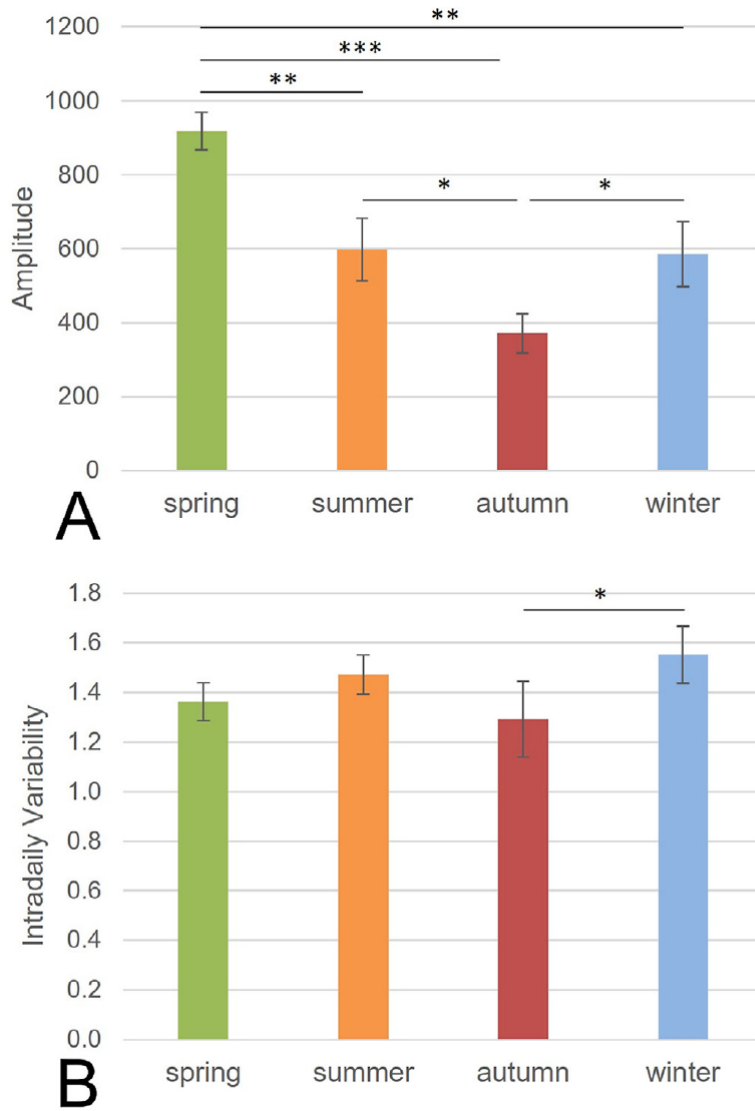 1200
**
***
**
1000
800
*
*
600
400
200
0
Amplitude
spring
summer
autumn
winter
A
1.8
*
1.6
1.4
1.2
1.0
0.8
0.6
0.4
0.2
0.0
Intradaily Variability
spring
summer
autumn
winter
B